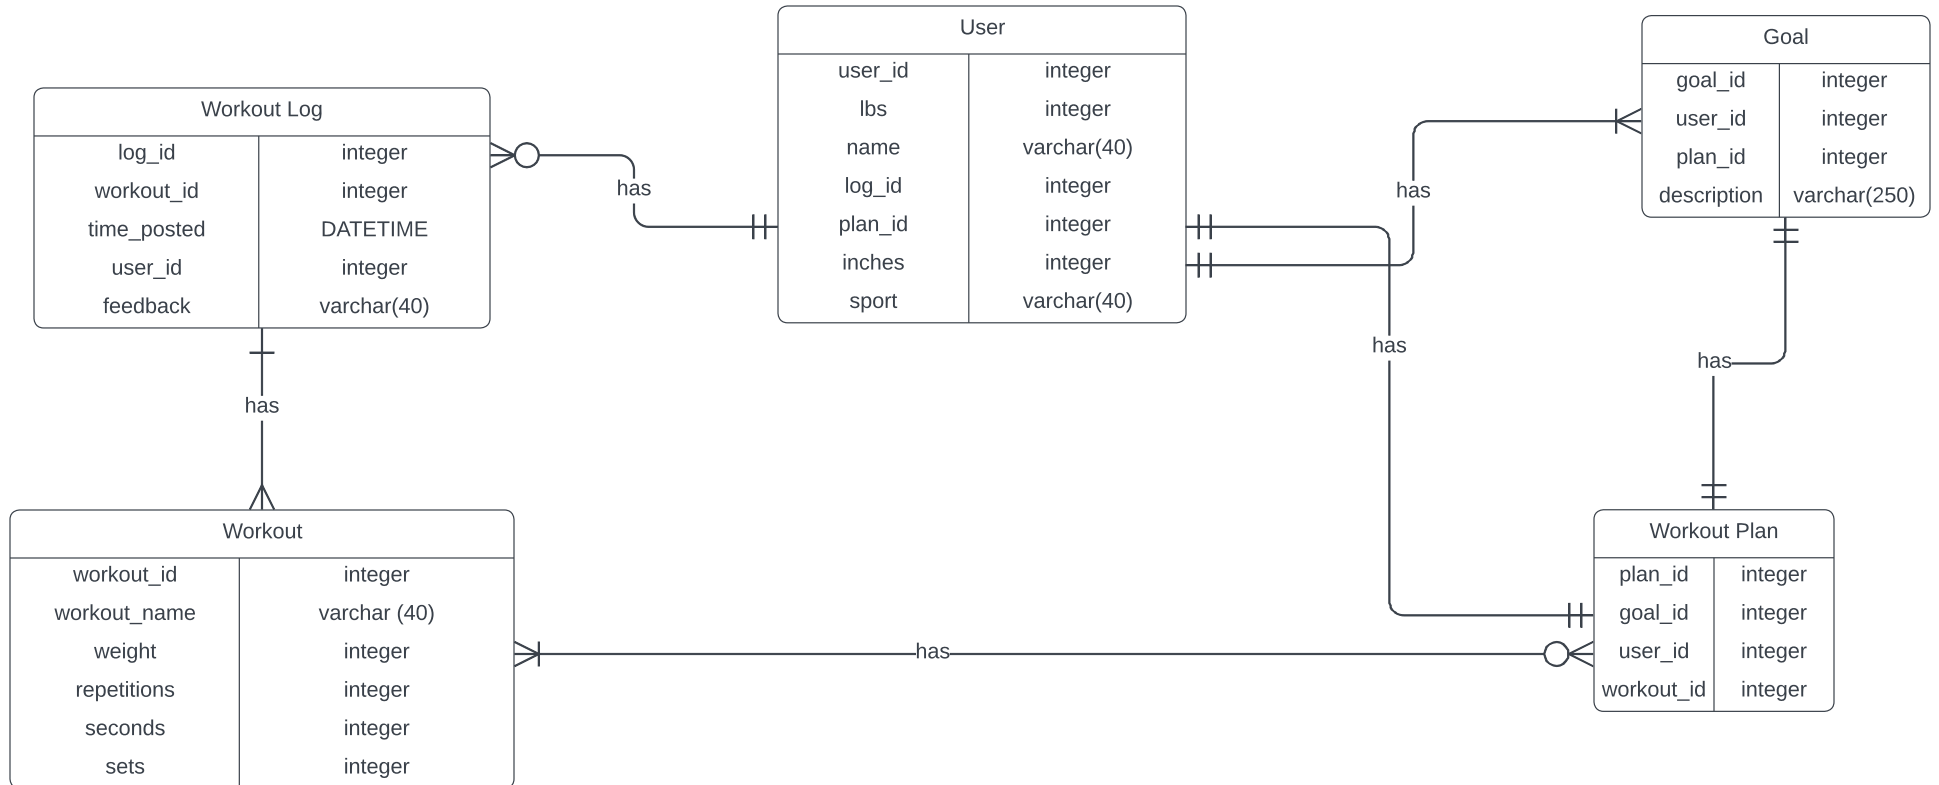 User
user_id integer
lbs integer
name varchar(40)
log_id integer
plan_id integer
inches integer
sport varchar(40)
Goal
goal_id integer
user_id integer
plan_id integer
description varchar(250)
Workout Log
log_id integer
workout_id integer
time_posted DATETIME
user_id integer
feedback varchar(40)
has
has
has
has
has
Workout
workout_id integer
workout_name varchar (40)
weight integer
repetitions integer
seconds integer
sets integer
has
Workout Plan
plan_id integer
goal_id integer
user_id integer
workout_id integer